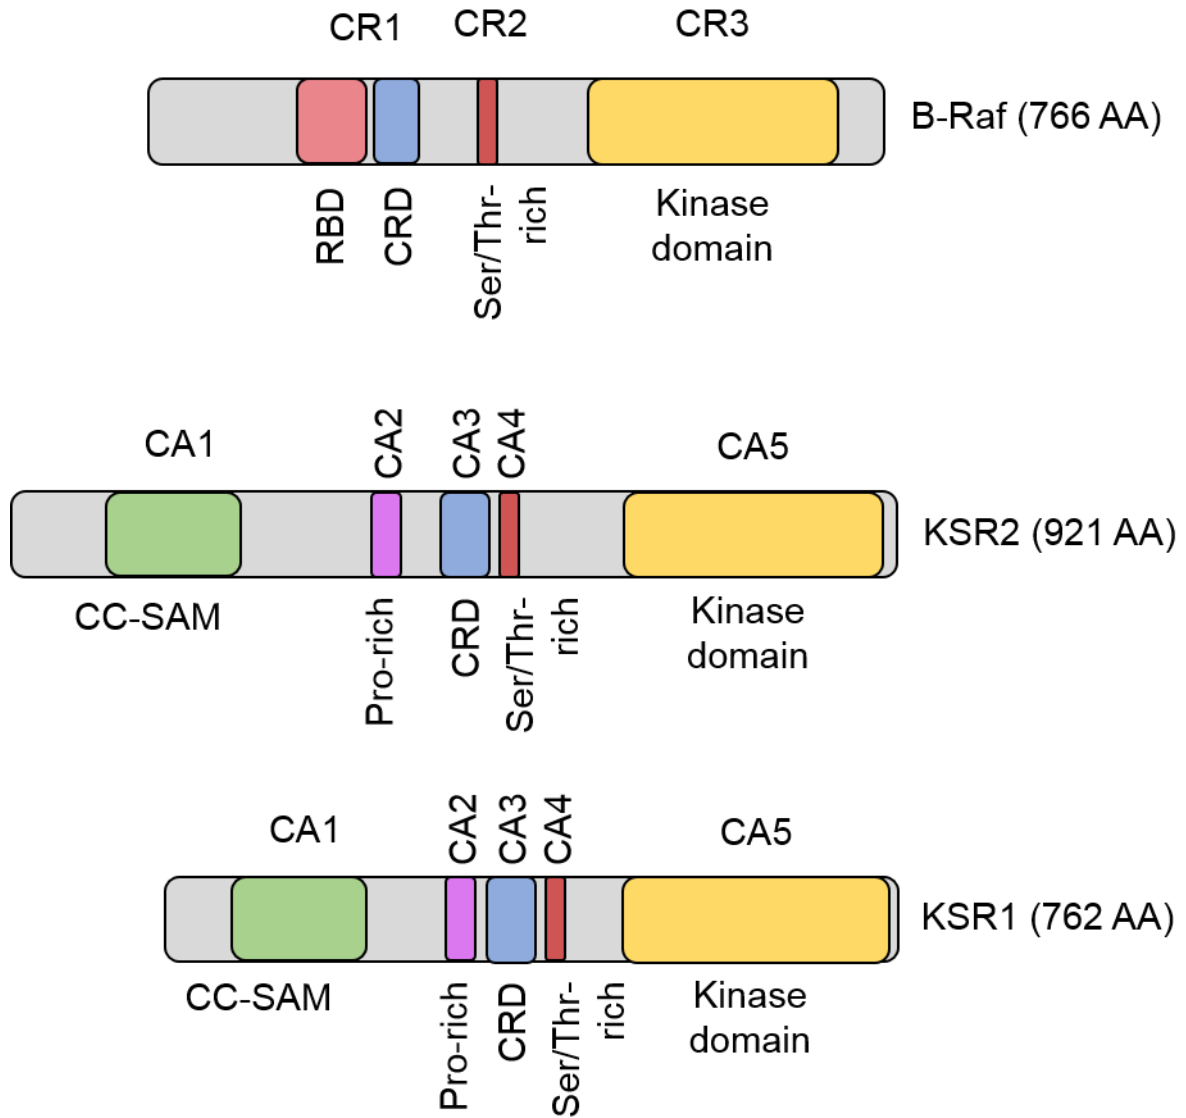 CR1 CR2 CR3
B-Raf (766 AA)
RBD
CRD
Ser/Thr-
rich
Kinase
domain
CA1
CA2
CA3
CA4
CA5
KSR2 (921 AA)
CC-SAM
Pro-rich
CRD
Ser/Thr-
rich
Kinase
domain
CA1
CA2
CA3
CA4
CA5
KSR1 (762 AA)
CC-SAM
Pro-rich
CRD
Ser/Thr-
rich
Kinase
domain